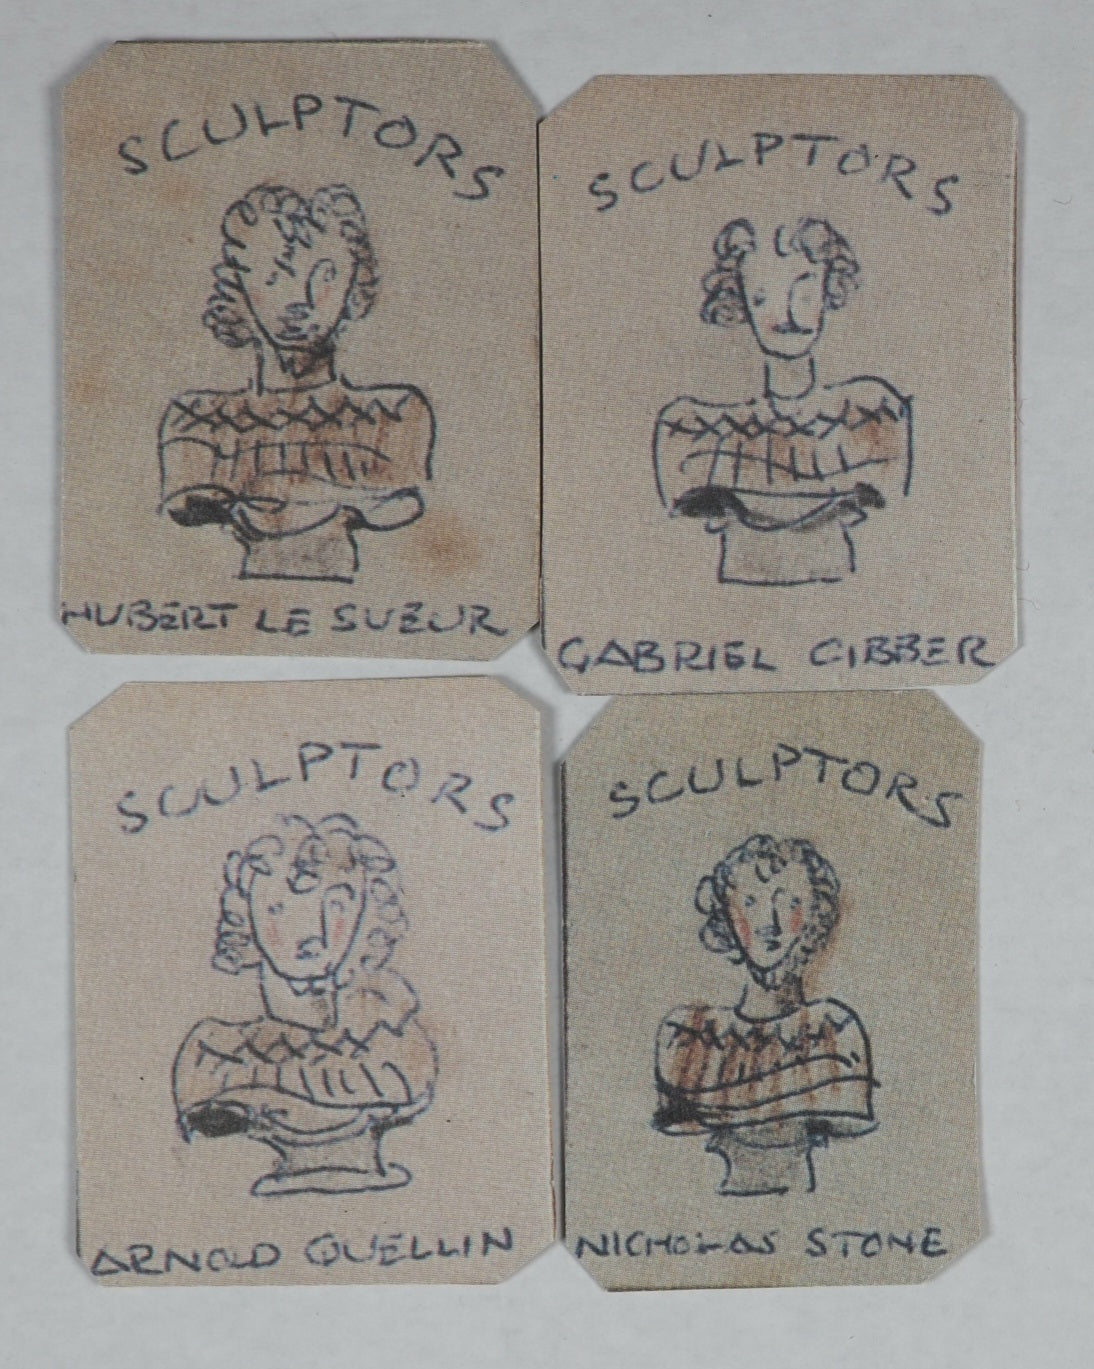 SCULPTORS
HUBERT LE SUEUR
SCULPTORS
GABRIEL CIBBER
SCULPTORS
ARNOLD QUELLIN
SCULPTORS
NICHOLAS STONE